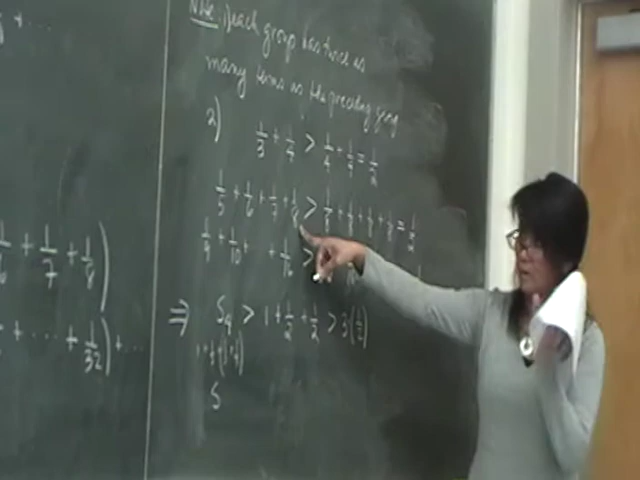 + ...
1/6 + 1/7 + 1/8)
+ ... + 1/32) + ...
Note: 1) each group has twice as
many terms as the preceding group
2) 1/3 + 1/4 > 1/4 + 1/4 = 1/2
1/5 + 1/6 + 1/7 + 1/8 > 1/8 + 1/8 + 1/8 + 1/8 = 1/2
1/9 + 1/10 + + 1/16 >
⇒ S4 > 1 + 1/2 + 1/2 > 3(1/2)
S